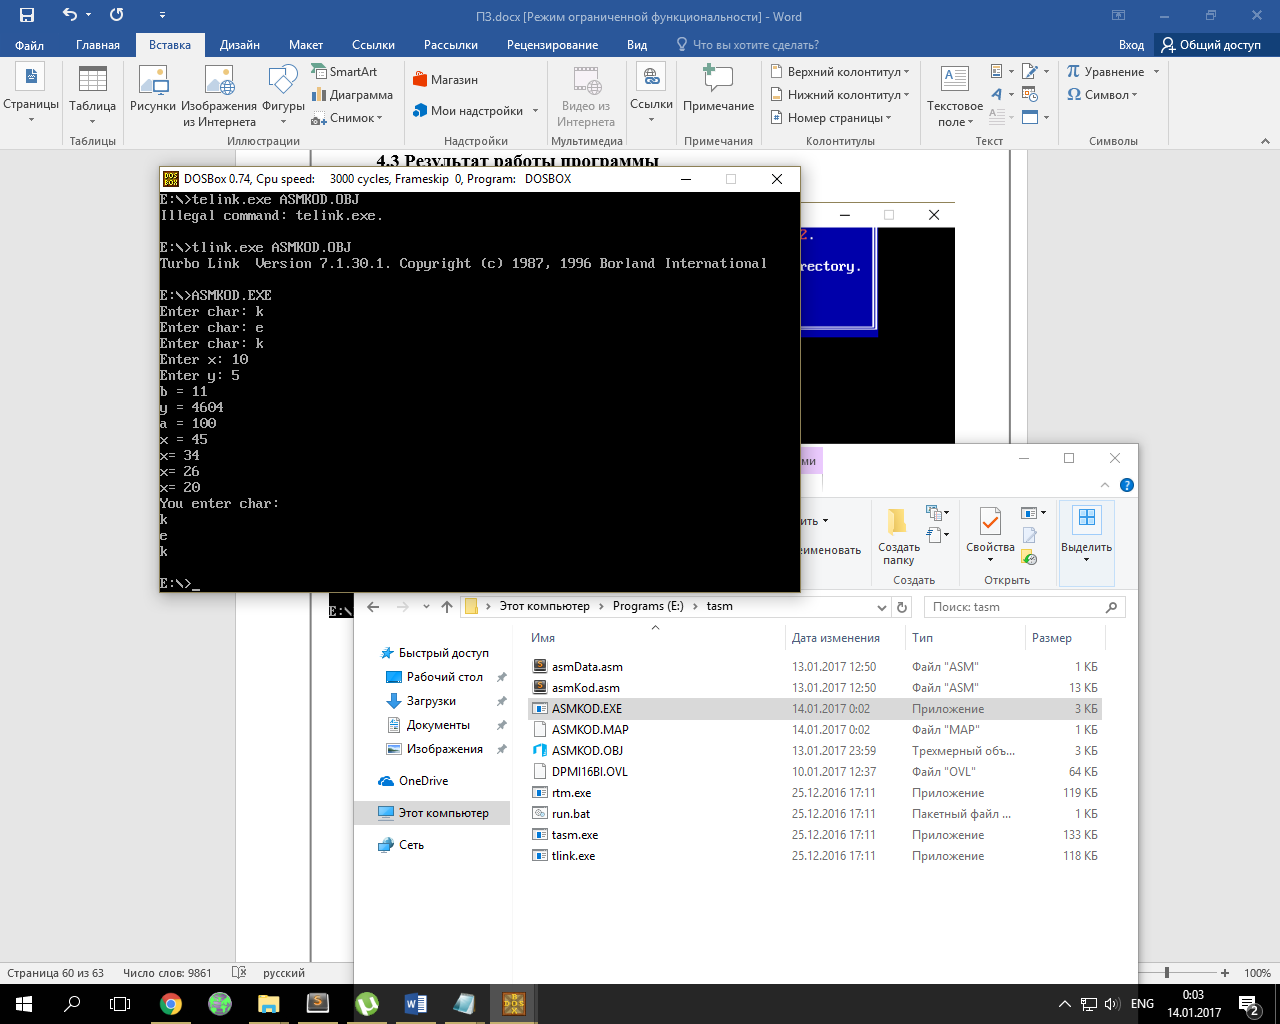 П3.docx [Режим ограниченной функциональности] - Word
Файл Главная Вставка Дизайн Макет Ссылки Рассылки Рецензирование Вид Что вы хотите сделать? Вход Общий доступ
Страницы
Таблица
Таблицы
Рисунки
Изображения из Интернета
Фигуры
SmartArt
Диаграмма
Снимок
Иллюстрации
Магазин
Мои надстройки
Надстройки
Видео из Интернета
Мультимедиа
Ссылки
Примечание
Примечания
Верхний колонтитул
Нижний колонтитул
Номер страницы
Колонтитулы
Текстовое поле
Текст
Уравнение
Символ
Символы
4.3 Результат работы программы
DOSBox 0.74, Cpu speed: 3000 cycles, Frameskip 0, Program: DOSBOX
E:\>telink.exe ASMKOD.OBJ
Illegal command: telink.exe.
E:\>tlink.exe ASMKOD.OBJ
Turbo Link Version 7.1.30.1. Copyright (c) 1987, 1996 Borland International
E:\>ASMKOD.EXE
Enter char: k
Enter char: e
Enter char: k
Enter x: 10
Enter y: 5
b = 11
y = 4604
a = 100
x = 45
x= 34
x= 26
x= 20
You enter char:
k
e
k
E:\>_
2.
rectory.
E:\
ми
ить
еименовать
Создать папку
Создать
Свойства
Открыть
Выделить
Этот компьютер > Programs (E:) > tasm
Поиск: tasm
Быстрый доступ
Рабочий стол
Загрузки
Документы
Изображения
OneDrive
Этот компьютер
Сеть
Имя Дата изменения Тип Размер
asmData.asm 13.01.2017 12:50 Файл "ASM" 1 КБ
asmKod.asm 13.01.2017 12:50 Файл "ASM" 13 КБ
ASMKOD.EXE 14.01.2017 0:02 Приложение 3 КБ
ASMKOD.MAP 14.01.2017 0:02 Файл "MAP" 1 КБ
ASMKOD.OBJ 13.01.2017 23:59 Трехмерный объ... 3 КБ
DPMI16BI.OVL 10.01.2017 12:37 Файл "OVL" 64 КБ
rtm.exe 25.12.2016 17:11 Приложение 119 КБ
run.bat 25.12.2016 17:11 Пакетный файл ... 1 КБ
tasm.exe 25.12.2016 17:11 Приложение 133 КБ
tlink.exe 25.12.2016 17:11 Приложение 118 КБ
Страница 60 из 63 Число слов: 9861 русский 100%
ENG 0:03
14.01.2017
2